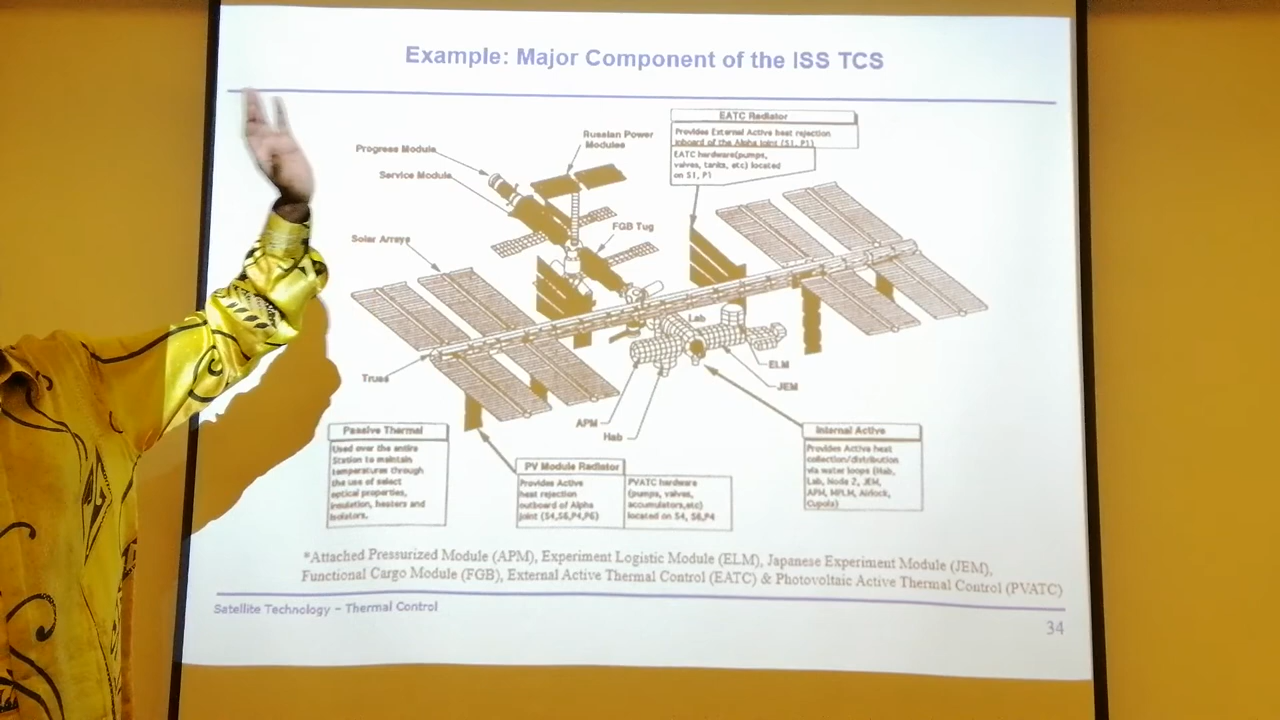 Example: Major Component of the ISS TCS
EATC Radiator
Provides External Active heat rejection
inboard of the Alpha joint (S1, P1)
EATC hardware(pumps,
valves, tanks, etc) located
on S1, P1
Russian Power
Modules
Progress Module
Service Module
FGB Tug
Solar Arrays
Lab
ELM
JEM
Truss
APM
Hab
Passive Thermal
Used over the entire
Station to maintain
temperatures through
the use of select
optical properties,
insulation, heaters and
isolators.
PV Module Radiator
Provides Active
heat rejection
outboard of Alpha
joint (S4,S6,P4,P6)
PVATC hardware
(pumps, valves,
accumulators,etc)
located on S4, S6,P4
Internal Active
Provides Active heat
collection/distribution
via water loops (Hab,
Lab, Node 2, JEM,
APM, MPLM, Airlock,
Cupola)
*Attached Pressurized Module (APM), Experiment Logistic Module (ELM), Japanese Experiment Module (JEM),
Functional Cargo Module (FGB), External Active Thermal Control (EATC) & Photovoltaic Active Thermal Control (PVATC)
Satellite Technology – Thermal Control
34